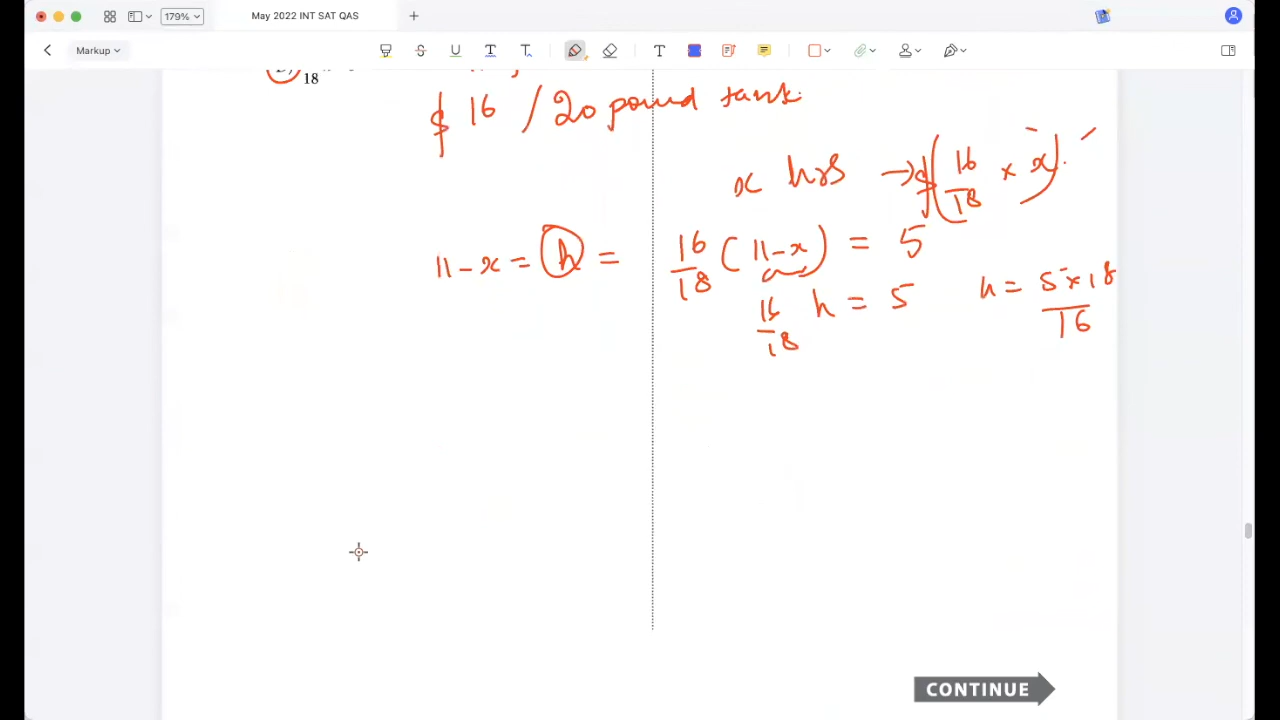 179%
May 2022 INT SAT QAS
Markup
18
$ 16 / 20 pound tank.
x hrs → $(16/18 × x).
11 - x = h = 16/18 (11 - x) = 5
16/18 h = 5
h = 5 × 18 / 16
CONTINUE